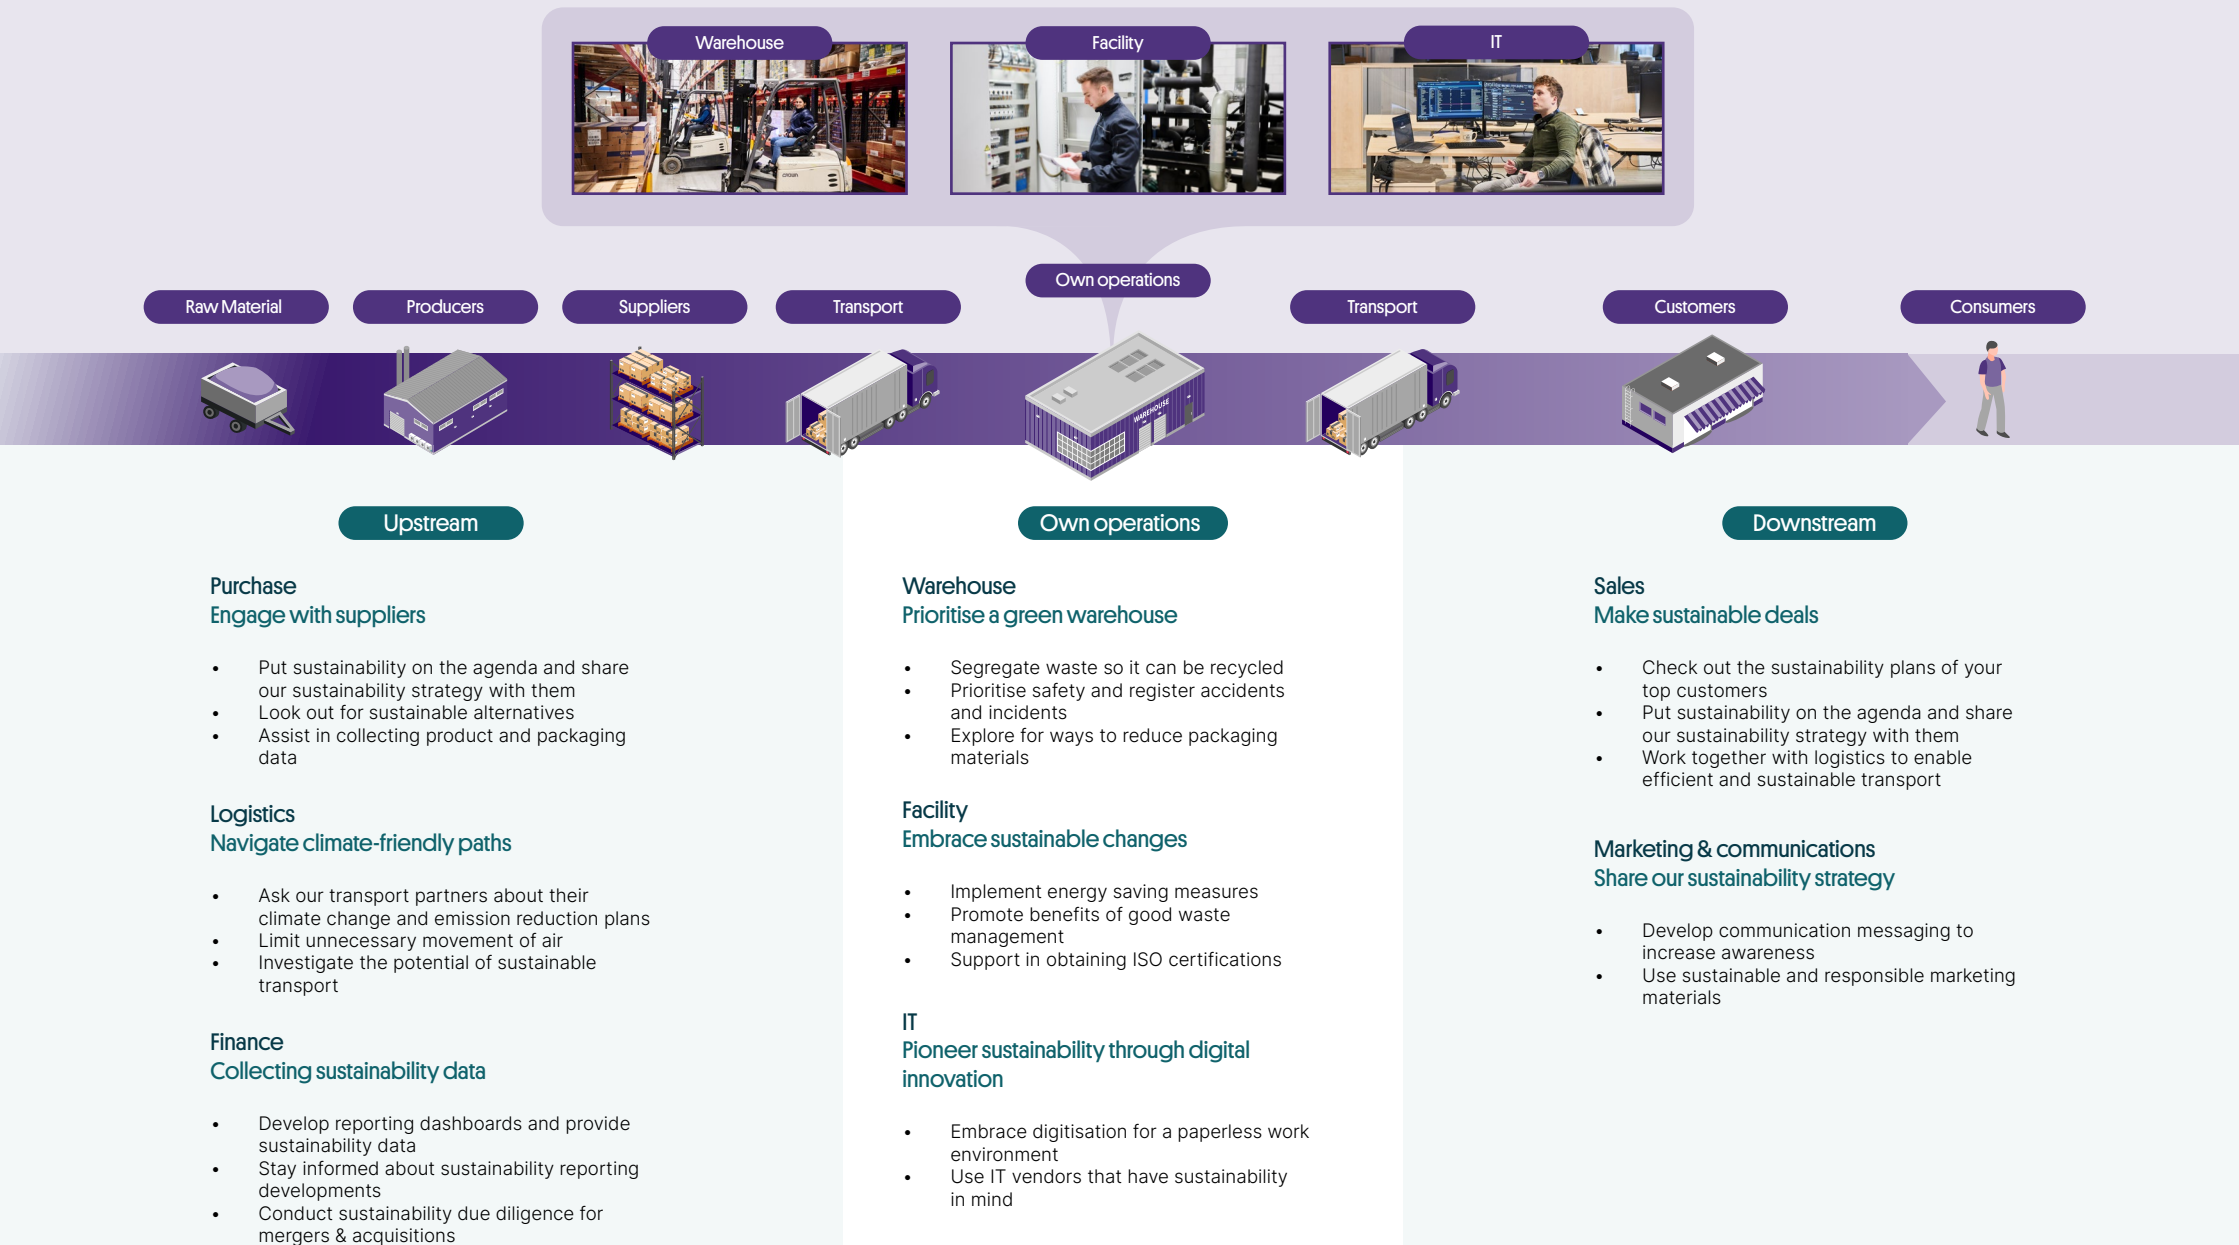 Warehouse
Facility
IT
CROWN
Own operations
Raw Material
Producers
Suppliers
Transport
Transport
Customers
Consumers
WAREHOUSE
Upstream
Purchase
Engage with suppliers
• Put sustainability on the agenda and share
our sustainability strategy with them
• Look out for sustainable alternatives
• Assist in collecting product and packaging
data
Logistics
Navigate climate-friendly paths
• Ask our transport partners about their
climate change and emission reduction plans
• Limit unnecessary movement of air
• Investigate the potential of sustainable
transport
Finance
Collecting sustainability data
• Develop reporting dashboards and provide
sustainability data
• Stay informed about sustainability reporting
developments
• Conduct sustainability due diligence for
mergers & acquisitions
Own operations
Warehouse
Prioritise a green warehouse
• Segregate waste so it can be recycled
• Prioritise safety and register accidents
and incidents
• Explore for ways to reduce packaging
materials
Facility
Embrace sustainable changes
• Implement energy saving measures
• Promote benefits of good waste
management
• Support in obtaining ISO certifications
IT
Pioneer sustainability through digital
innovation
• Embrace digitisation for a paperless work
environment
• Use IT vendors that have sustainability
in mind
Downstream
Sales
Make sustainable deals
• Check out the sustainability plans of your
top customers
• Put sustainability on the agenda and share
our sustainability strategy with them
• Work together with logistics to enable
efficient and sustainable transport
Marketing & communications
Share our sustainability strategy
• Develop communication messaging to
increase awareness
• Use sustainable and responsible marketing
materials